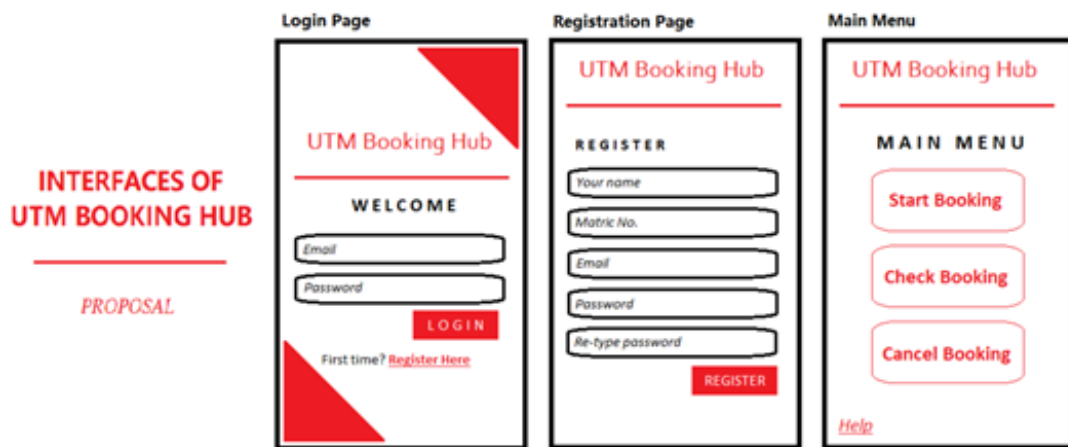 INTERFACES OF
UTM BOOKING HUB
PROPOSAL
Login Page
UTM Booking Hub
WELCOME
Email
Password
LOGIN
First time? Register Here
Registration Page
UTM Booking Hub
REGISTER
Your name
Matric No.
Email
Password
Re-type password
REGISTER
Main Menu
UTM Booking Hub
MAIN MENU
Start Booking
Check Booking
Cancel Booking
Help